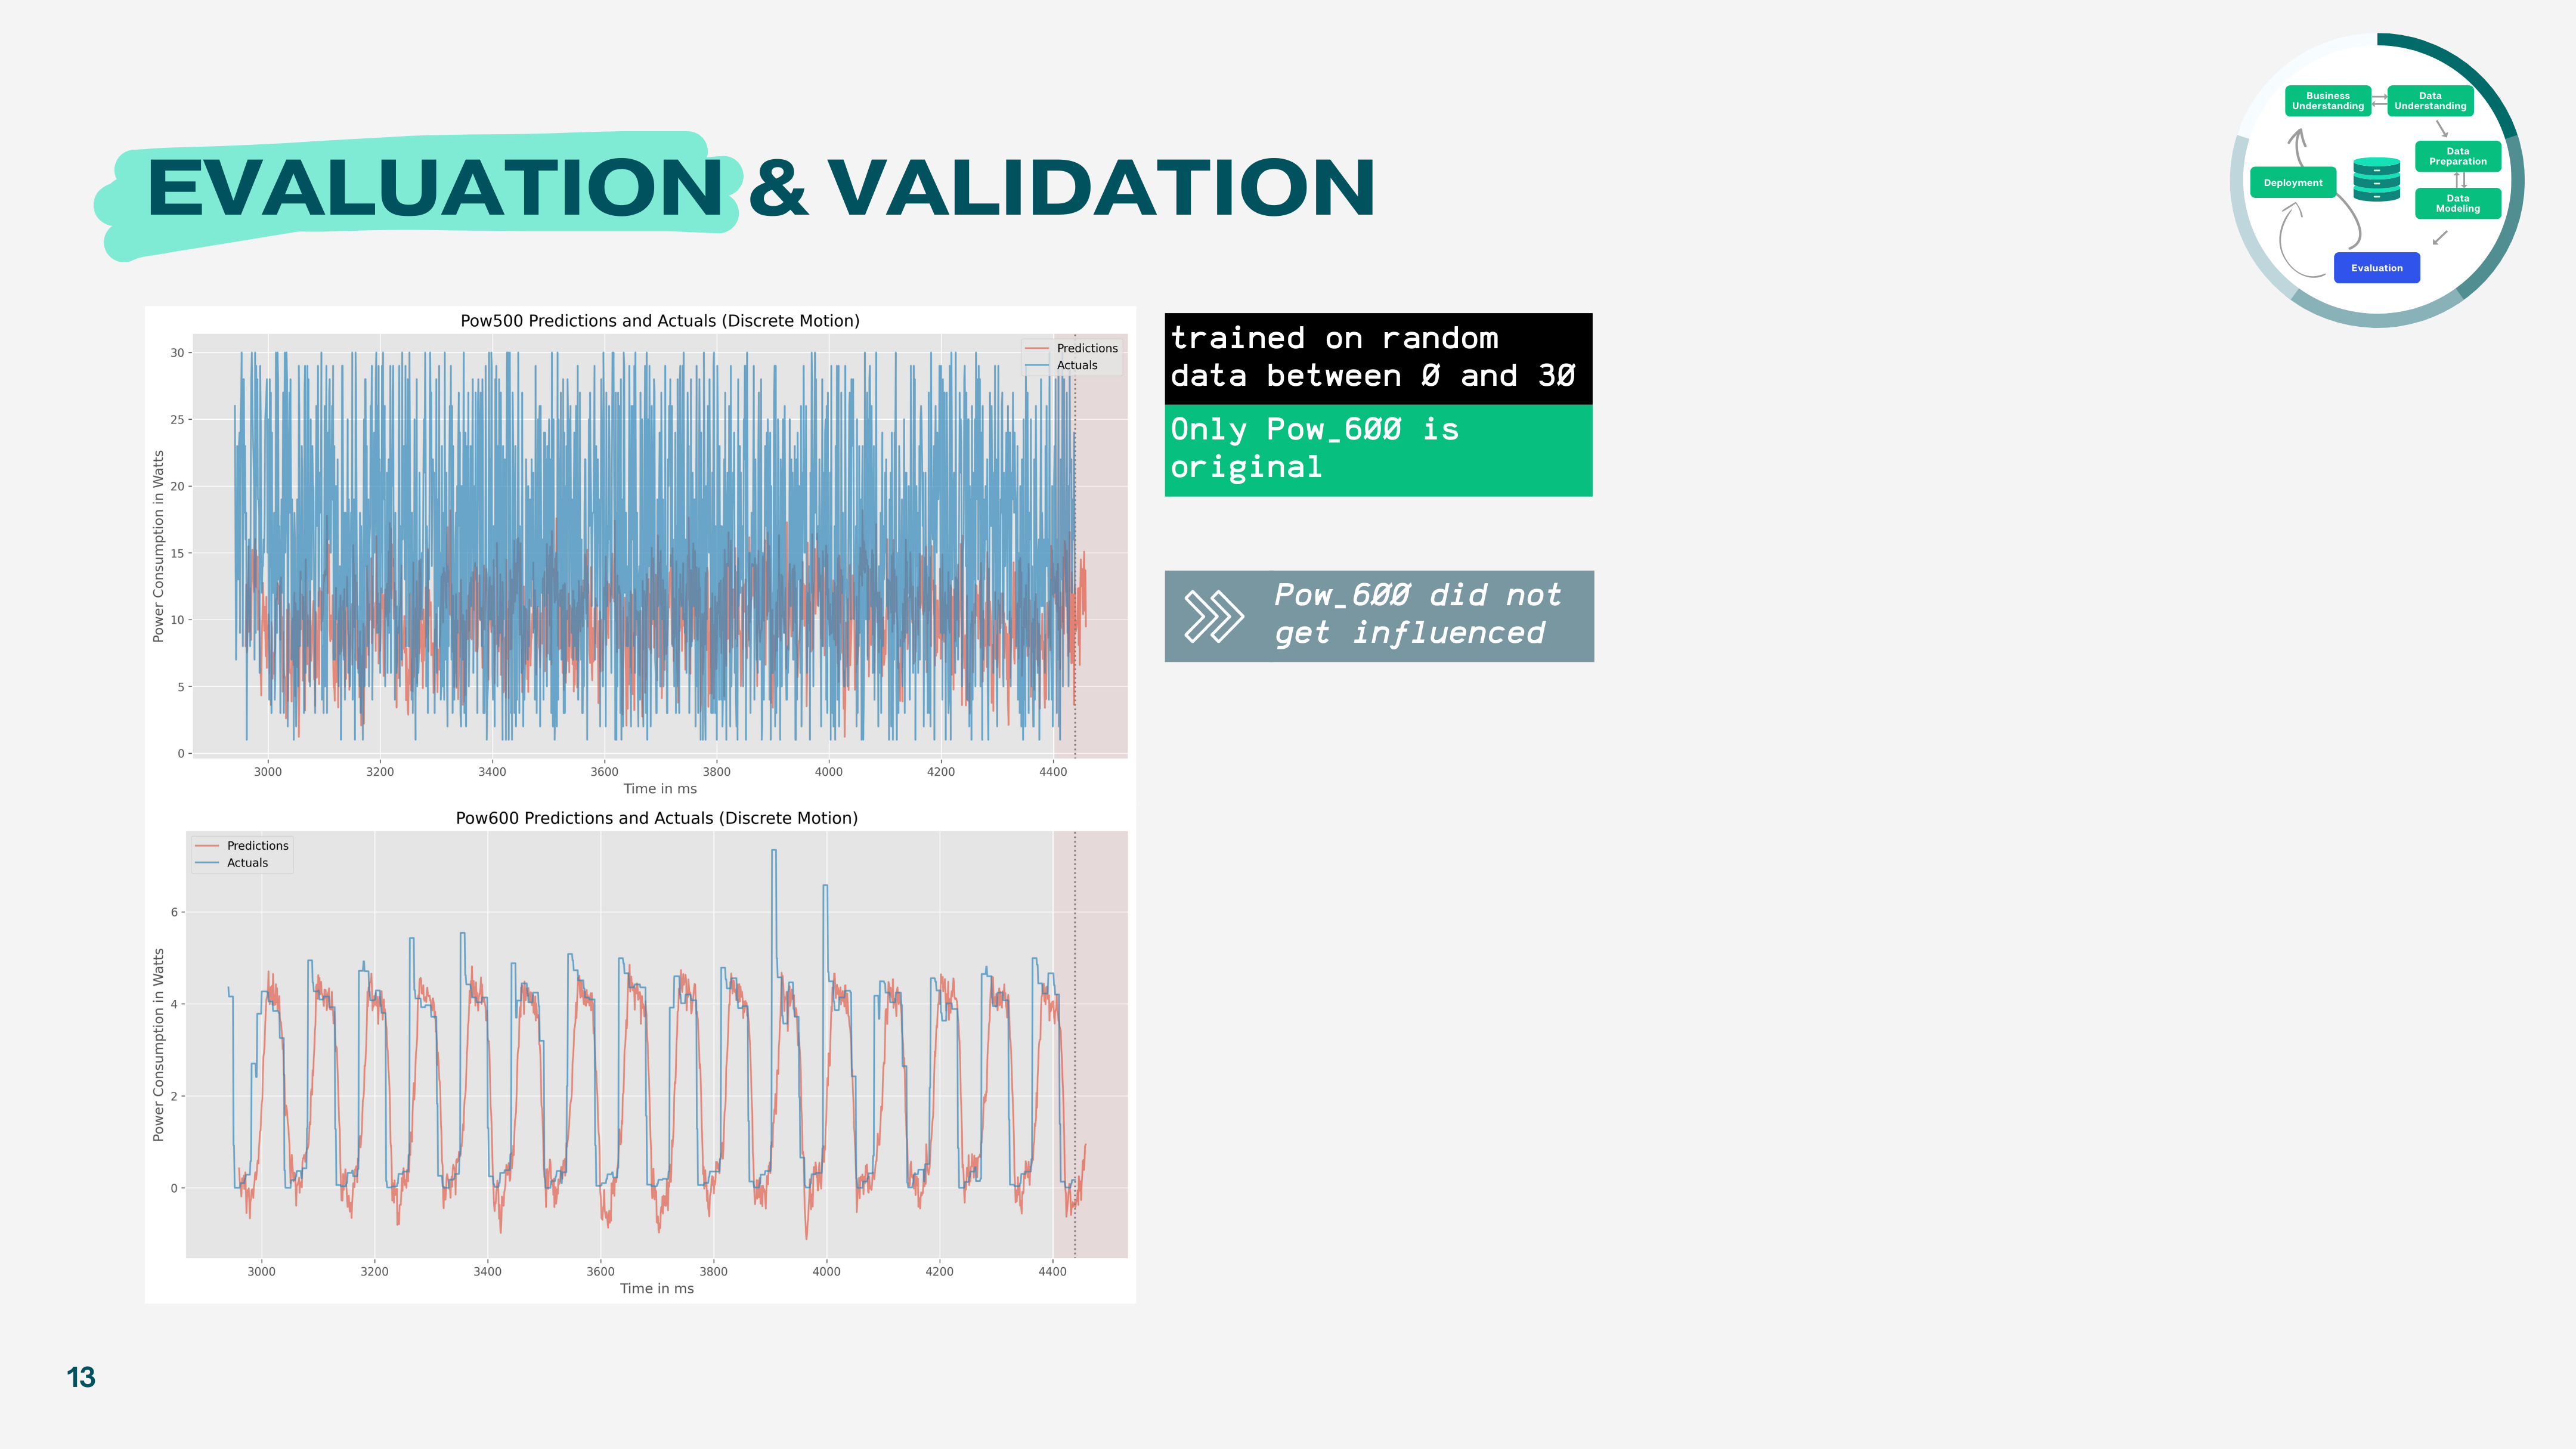 EVALUATION & VALIDATION
Business
Understanding
Data
Understanding
Data
Preparation
Deployment
Data
Modeling
Evaluation
Pow500 Predictions and Actuals (Discrete Motion)
Predictions
Actuals
30
25
20
15
10
5
0
Power Consumption in Watts
3000 3200 3400 3600 3800 4000 4200 4400
Time in ms
Pow600 Predictions and Actuals (Discrete Motion)
Predictions
Actuals
6
4
2
0
Power Consumption in Watts
3000 3200 3400 3600 3800 4000 4200 4400
Time in ms
trained on random
data between 0 and 30
Only Pow_600 is
original
Pow_600 did not
get influenced
13